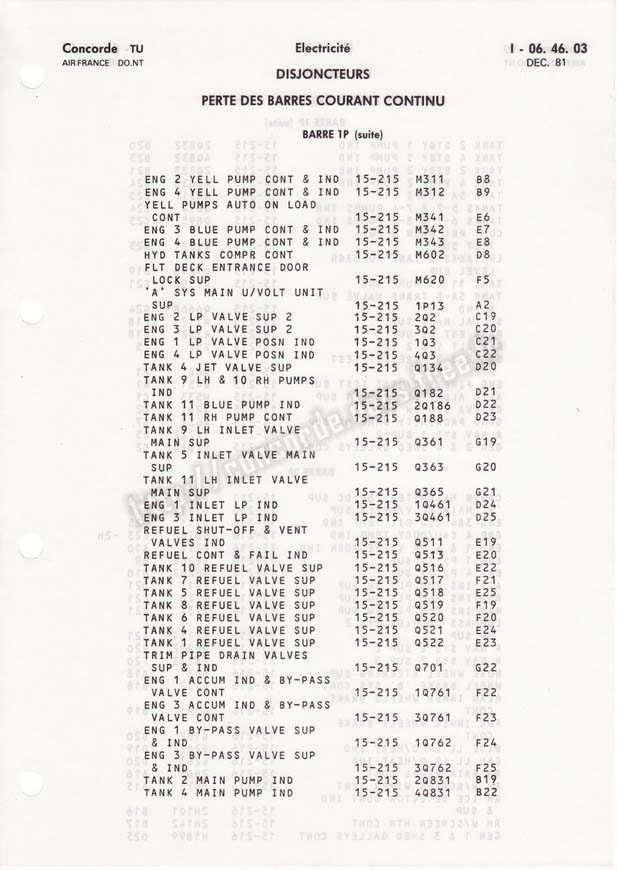 Concorde TU Electricité I - 06. 46. 03
AIR FRANCE DO.NT DEC. 81
DISJONCTEURS
PERTE DES BARRES COURANT CONTINU
BARRE 1P (suite)
ENG 2 YELL PUMP CONT & IND 15-215 M311 B8
ENG 4 YELL PUMP CONT & IND 15-215 M312 B9
YELL PUMPS AUTO ON LOAD
CONT 15-215 M341 E6
ENG 3 BLUE PUMP CONT & IND 15-215 M342 E7
ENG 4 BLUE PUMP CONT & IND 15-215 M343 E8
HYD TANKS COMPR CONT 15-215 M602 D8
FLT DECK ENTRANCE DOOR
LOCK SUP 15-215 M620 F5
'A' SYS MAIN U/VOLT UNIT
SUP 15-215 1P13 A2
ENG 2 LP VALVE SUP 2 15-215 2Q2 C19
ENG 3 LP VALVE SUP 2 15-215 3Q2 C20
ENG 1 LP VALVE POSN IND 15-215 1Q3 C21
ENG 4 LP VALVE POSN IND 15-215 4Q3 C22
TANK 4 JET VALVE SUP 15-215 Q134 D20
TANK 9 LH & 10 RH PUMPS
IND 15-215 Q182 D21
TANK 11 BLUE PUMP IND 15-215 2Q186 D22
TANK 11 RH PUMP CONT 15-215 Q188 D23
TANK 9 LH INLET VALVE
MAIN SUP 15-215 Q361 G19
TANK 5 INLET VALVE MAIN
SUP 15-215 Q363 G20
TANK 11 LH INLET VALVE
MAIN SUP 15-215 Q365 G21
ENG 1 INLET LP IND 15-215 1Q461 D24
ENG 3 INLET LP IND 15-215 3Q461 D25
REFUEL SHUT-OFF & VENT
VALVES IND 15-215 Q511 E19
REFUEL CONT & FAIL IND 15-215 Q513 E20
TANK 10 REFUEL VALVE SUP 15-215 Q516 E22
TANK 7 REFUEL VALVE SUP 15-215 Q517 F21
TANK 5 REFUEL VALVE SUP 15-215 Q518 E25
TANK 8 REFUEL VALVE SUP 15-215 Q519 F19
TANK 6 REFUEL VALVE SUP 15-215 Q520 F20
TANK 4 REFUEL VALVE SUP 15-215 Q521 E24
TANK 1 REFUEL VALVE SUP 15-215 Q522 E23
TRIM PIPE DRAIN VALVES
SUP & IND 15-215 Q701 G22
ENG 1 ACCUM IND & BY-PASS
VALVE CONT 15-215 1Q761 F22
ENG 3 ACCUM IND & BY-PASS
VALVE CONT 15-215 3Q761 F23
ENG 1 BY-PASS VALVE SUP
& IND 15-215 1Q762 F24
ENG 3 BY-PASS VALVE SUP
& IND 15-215 3Q762 F25
TANK 2 MAIN PUMP IND 15-215 2Q831 B19
TANK 4 MAIN PUMP IND 15-215 4Q831 B22